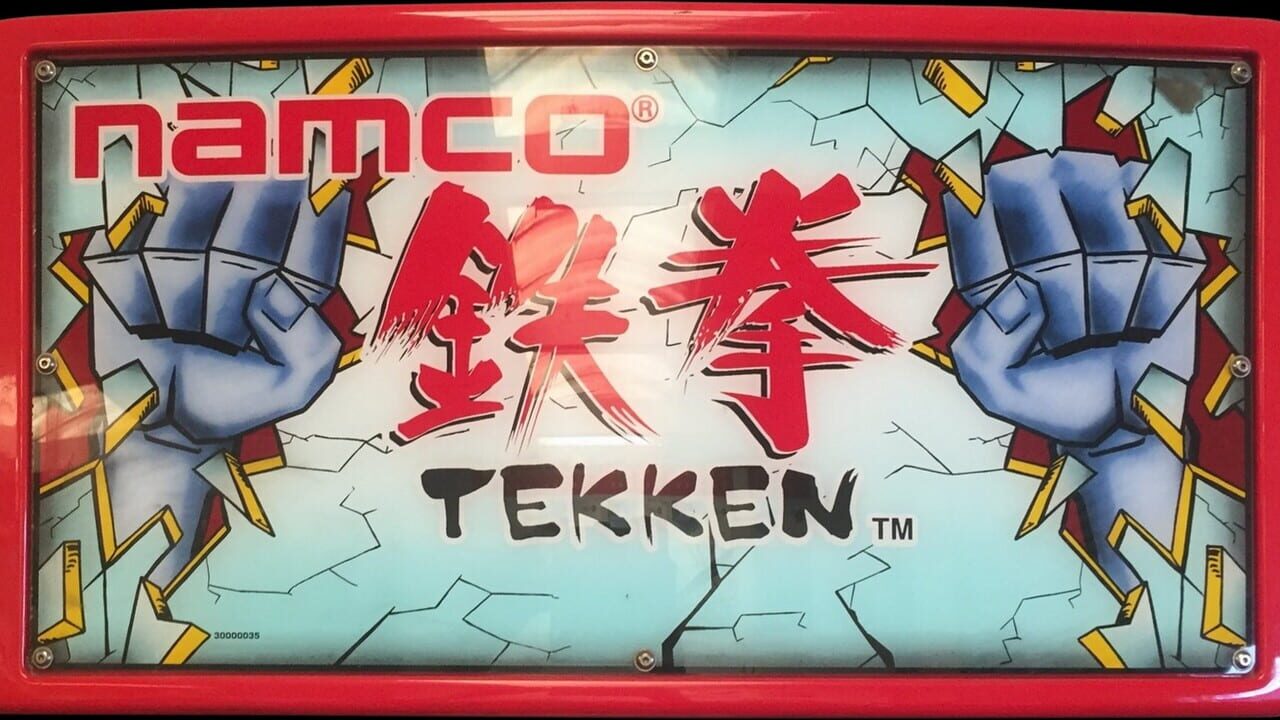 namco®
鉄拳
TEKKEN™
30000035